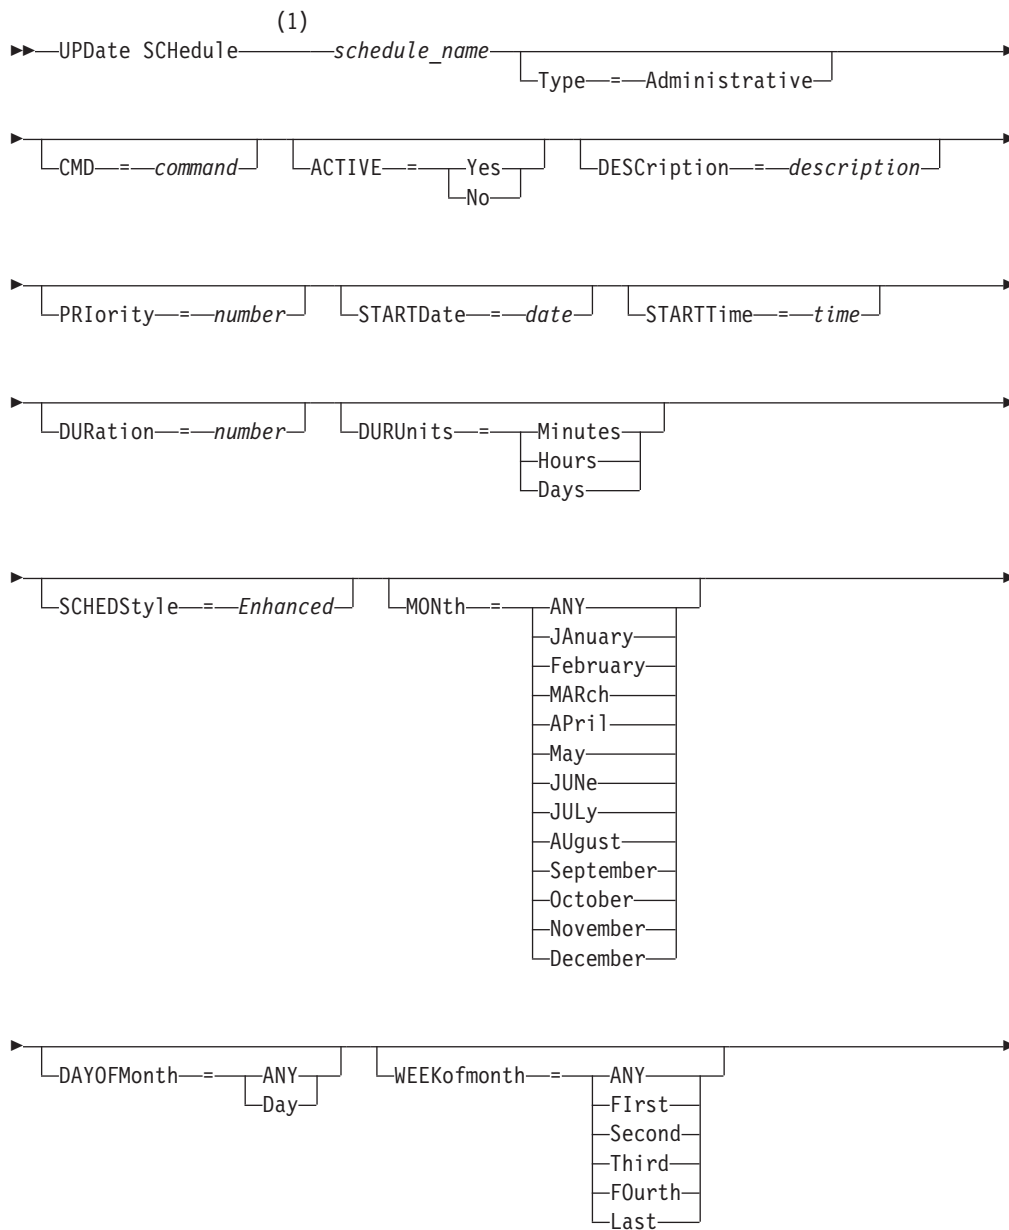 (1)
UPDate SCHedule schedule_name
Type = Administrative
CMD = command ACTIVE = Yes DESCription = description
No
PRIority = number STARTDate = date STARTTime = time
DURation = number DURUnits = Minutes
Hours
Days
SCHEDStyle = Enhanced MONth = ANY
JAnuary
February
MARch
APril
May
JUNe
JULy
AUgust
September
October
November
December
DAYOFMonth = ANY WEEKofmonth = ANY
Day FIrst
Second
Third
FOurth
Last